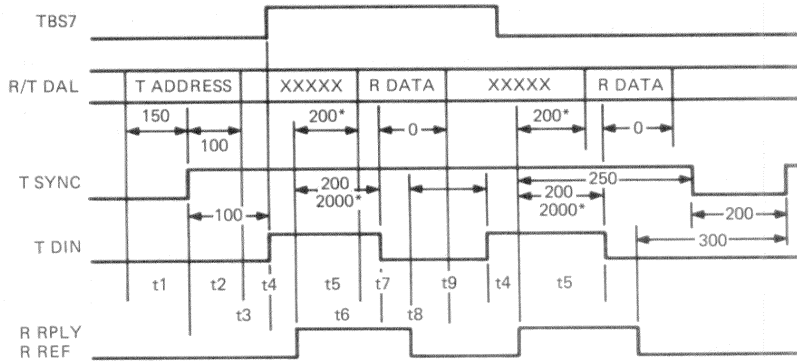 TBS7
R/T DAL T ADDRESS XXXXX R DATA XXXXX R DATA
150 200* 0 200* 0
100
T SYNC 200 250
2000* 200
100 2000* 200
300
T DIN
t1 t2 t4 t5 t7 t9 t4 t5
t3 t6 t8
R RPLY
R REF